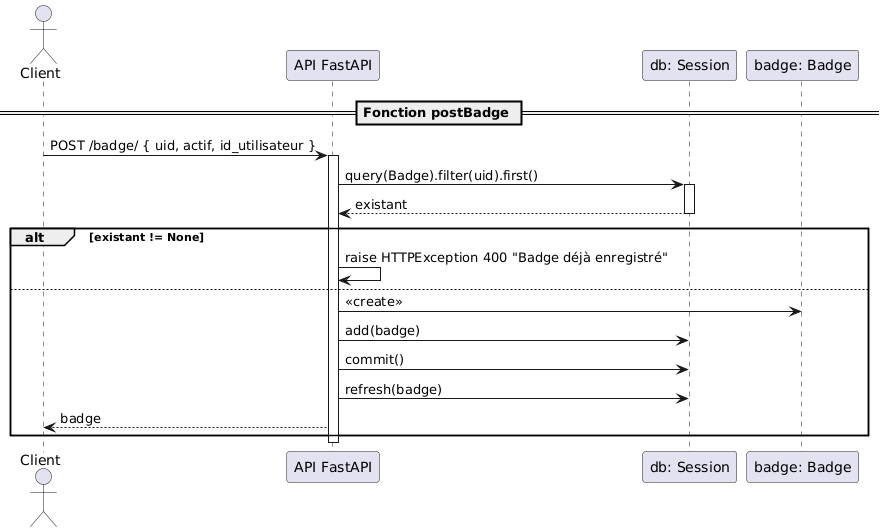 Client
API FastAPI
db: Session
badge: Badge
Fonction postBadge
POST /badge/ { uid, actif, id_utilisateur }
query(Badge).filter(uid).first()
existant
alt
[existant != None]
raise HTTPException 400 "Badge déjà enregistré"
«create»
add(badge)
commit()
refresh(badge)
badge
Client
API FastAPI
db: Session
badge: Badge